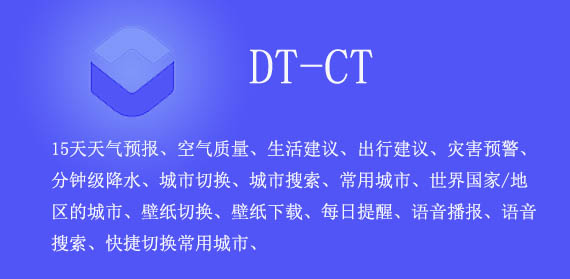 DT-CT
15天天气预报、空气质量、生活建议、出行建议、灾害预警、
分钟级降水、城市切换、城市搜索、常用城市、世界国家/地
区的城市、壁纸切换、壁纸下载、每日提醒、语音播报、语音
搜索、快捷切换常用城市、